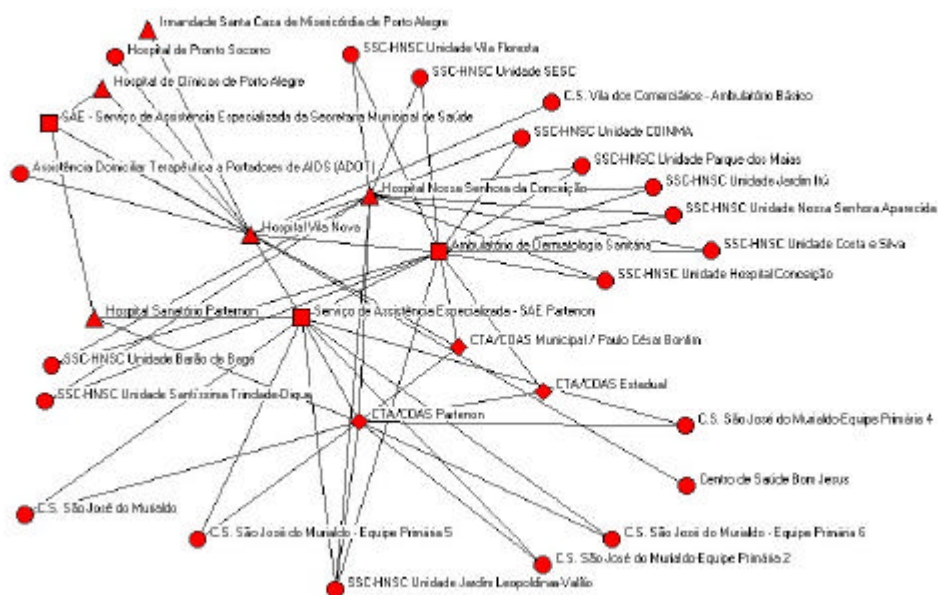 Irmandade Santa Casa de Misericórdia de Porto Alegre
Hospital de Pronto Socorro
SSC-HNSC Unidade Vila Floresta
SSC-HNSC Unidade SESC
Hospital de Clínicas de Porto Alegre
C.S. Vila dos Comerciários - Ambulatório Básico
SAE - Serviço de Assistência Especializada da Secretaria Municipal de Saúde
SSC-HNSC Unidade COINMA
SSC-HNSC Unidade Parque dos Maias
Assistência Domiciliar Terapêutica a Portadores de AIDS (ADOT)
Hospital Nossa Senhora da Conceição
SSC-HNSC Unidade Jardim Itú
SSC-HNSC Unidade Nossa Senhora Aparecida
Hospital Vila Nova
Ambulatório de Dermatologia Sanitária
SSC-HNSC Unidade Costa e Silva
SSC-HNSC Unidade Hospital Conceição
Hospital Sanatório Partenon
Serviço de Assistência Especializada - SAE Partenon
CTA/COAS Municipal / Paulo César Bonfim
SSC-HNSC Unidade Barão de Bagé
CTA/COAS Estadual
SSC-HNSC Unidade Santíssima Trindade-Dique
CTA/COAS Partenon
C.S. São José do Murialdo-Equipe Primária 4
Centro de Saúde Bom Jesus
C.S. São José do Murialdo
C.S. São José do Murialdo - Equipe Primária 5
C.S. São José do Murialdo - Equipe Primária 6
C.S. São José do Murialdo-Equipe Primária 2
SSC-HNSC Unidade Jardim Leopoldina-Vallão